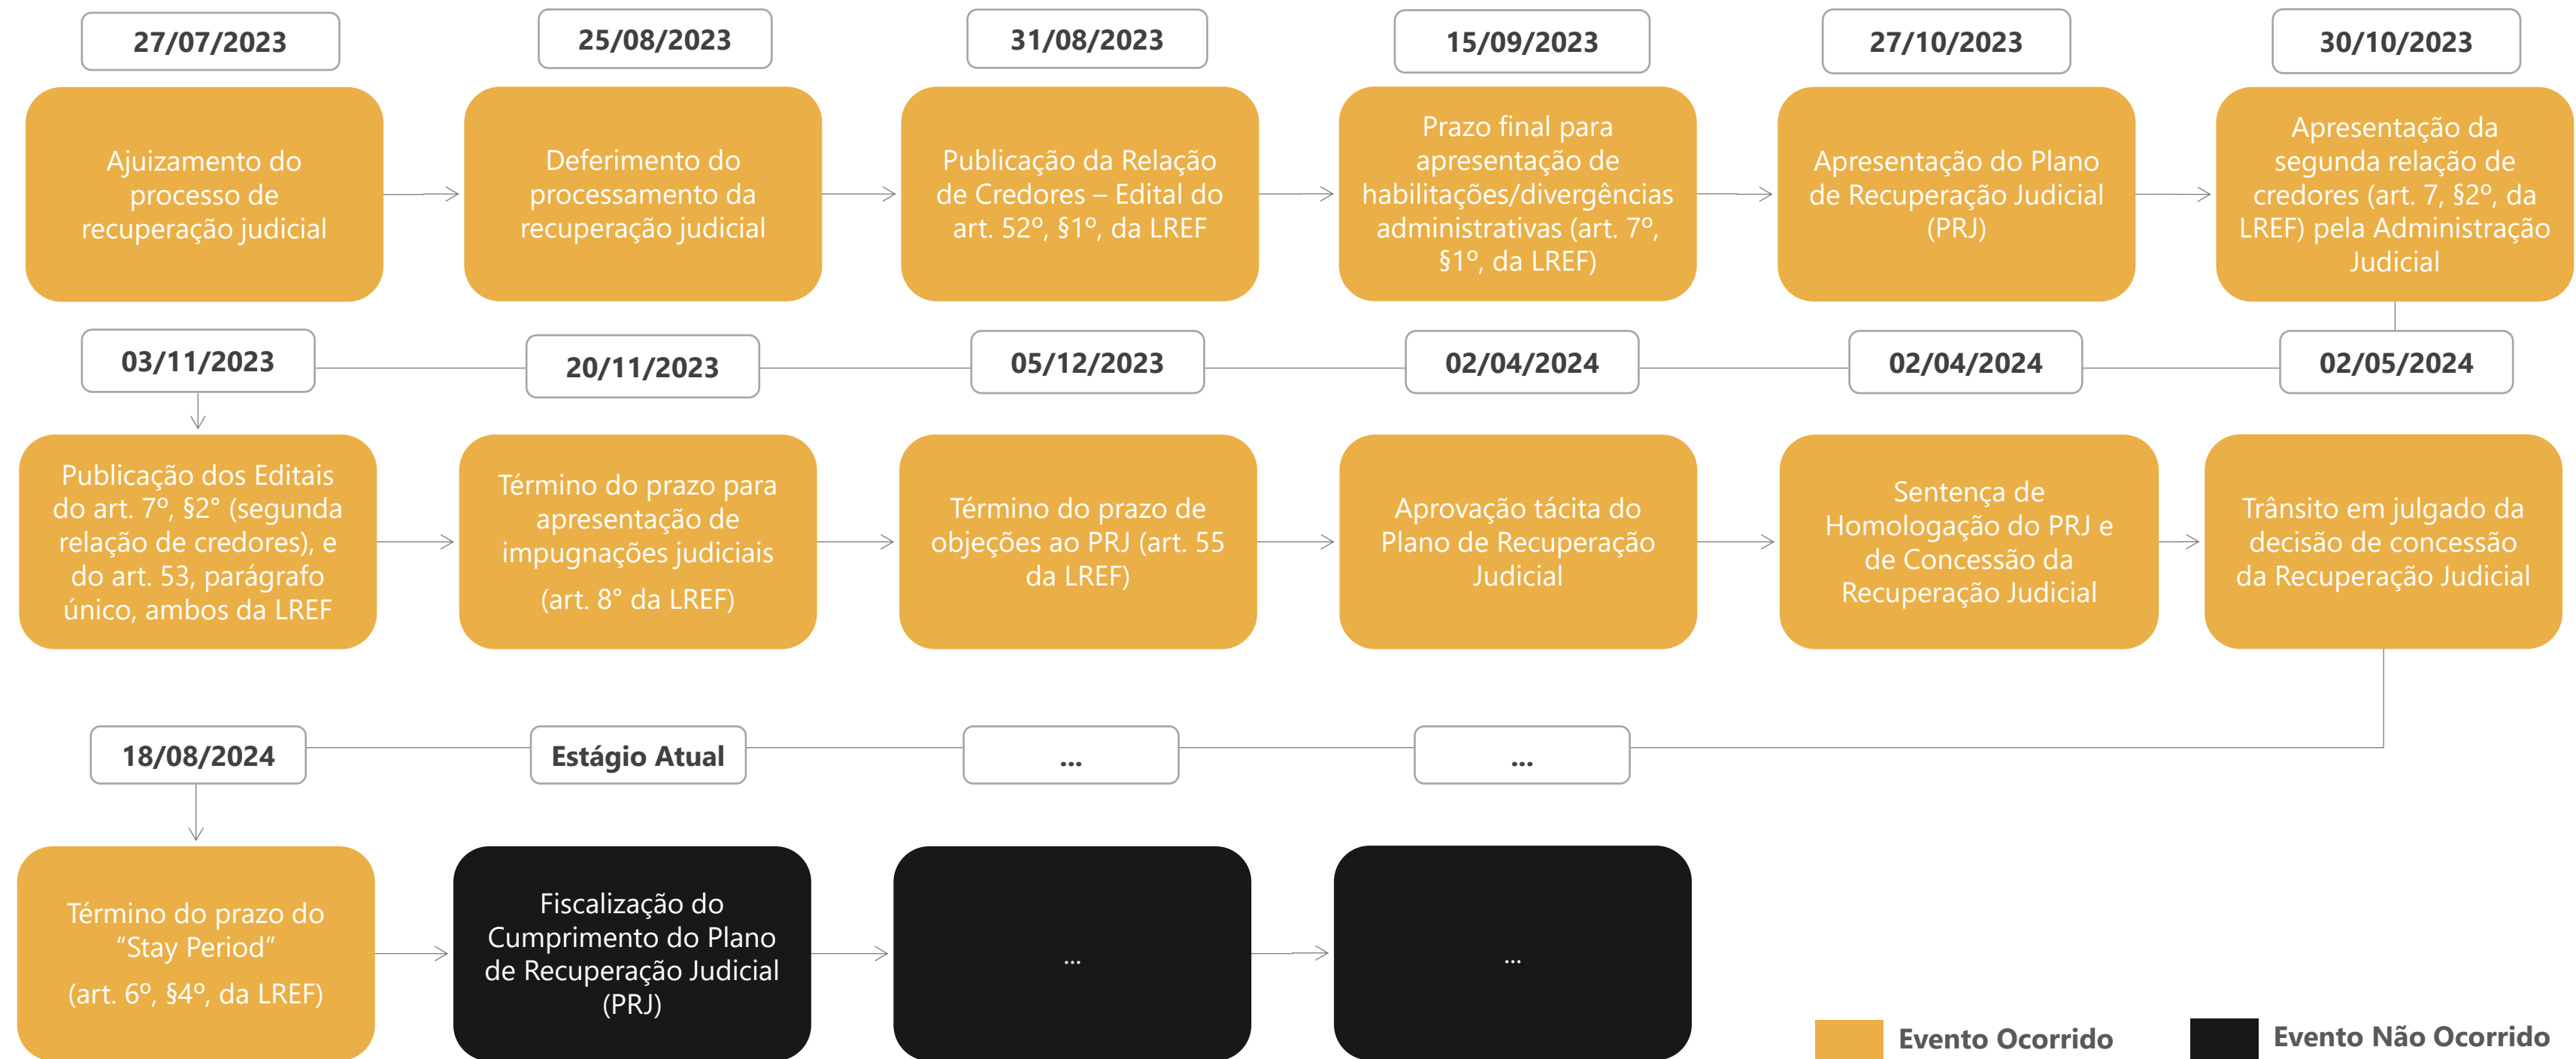 27/07/2023
Ajuizamento do
processo de
recuperação judicial
25/08/2023
Deferimento do
processamento da
recuperação judicial
31/08/2023
Publicação da Relação
de Credores – Edital do
art. 52º, §1º, da LREF
15/09/2023
Prazo final para
apresentação de
habilitações/divergências
administrativas (art. 7º,
§1º, da LREF)
27/10/2023
Apresentação do Plano
de Recuperação Judicial
(PRJ)
30/10/2023
Apresentação da
segunda relação de
credores (art. 7, §2º, da
LREF) pela Administração
Judicial
03/11/2023
Publicação dos Editais
do art. 7º, §2° (segunda
relação de credores), e
do art. 53, parágrafo
único, ambos da LREF
20/11/2023
Término do prazo para
apresentação de
impugnações judiciais
(art. 8° da LREF)
05/12/2023
Término do prazo de
objeções ao PRJ (art. 55
da LREF)
02/04/2024
Aprovação tácita do
Plano de Recuperação
Judicial
02/04/2024
Sentença de
Homologação do PRJ e
de Concessão da
Recuperação Judicial
02/05/2024
Trânsito em julgado da
decisão de concessão
da Recuperação Judicial
18/08/2024
Término do prazo do
“Stay Period”
(art. 6º, §4º, da LREF)
Estágio Atual
Fiscalização do
Cumprimento do Plano
de Recuperação Judicial
(PRJ)
...
...
...
...
Evento Ocorrido
Evento Não Ocorrido